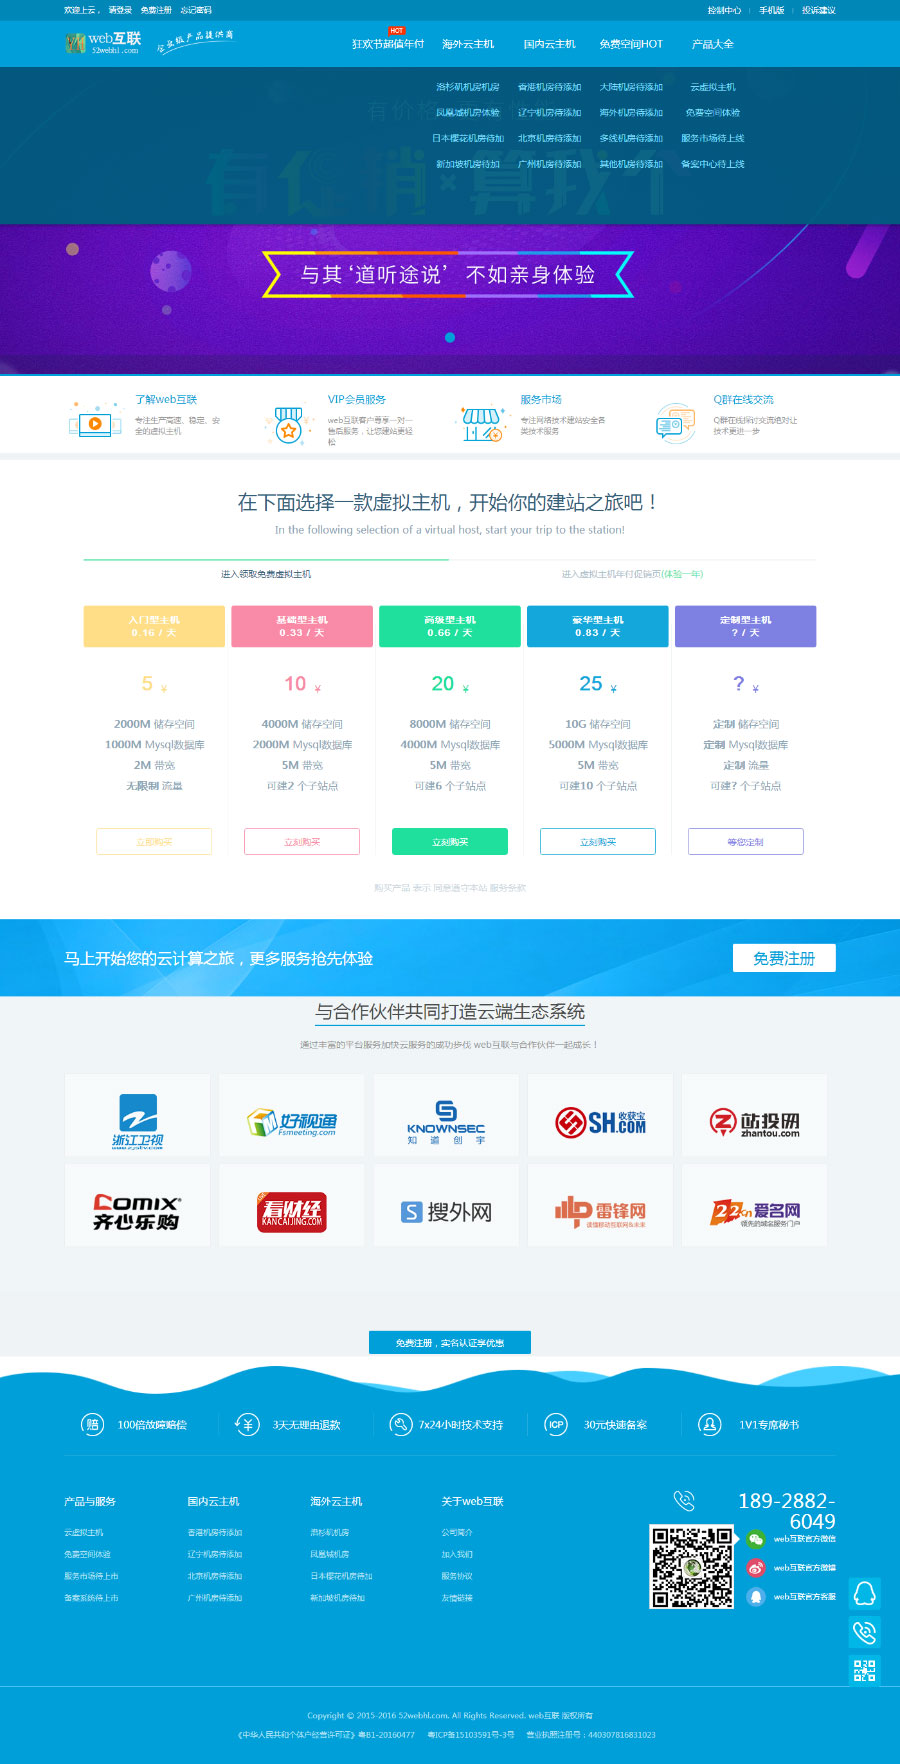 欢迎上云， 请登录 免费注册 忘记密码
控制中心 手机版 投诉建议
web互联
52webhl.com
企业级产品提供商
HOT
狂欢节超值年付 海外云主机 国内云主机 免费空间HOT 产品大全
洛杉矶机房机房 香港机房待添加 大陆机房待添加 云虚拟主机
凤凰城机房体验 辽宁机房待添加 海外机房待添加 免费空间体验
日本樱花机房待加 北京机房待添加 多线机房待添加 服务市场待上线
新加坡机房待加 广州机房待添加 其他机房待添加 备案中心待上线
与其‘道听途说’ 不如亲身体验
了解web互联
专注生产高速、稳定、安
全的虚拟主机
VIP会员服务
web互联客户尊享一对一
售后服务，让您建站更轻
松
服务市场
专注网络技术建站安全各
类技术服务
Q群在线交流
Q群在线探讨交流绝对让
技术更进一步
在下面选择一款虚拟主机，开始你的建站之旅吧！
In the following selection of a virtual host, start your trip to the station!
进入领取免费虚拟主机
进入虚拟主机年付促销页(体验一年)
入门型主机
0.16 / 天
5 ¥
2000M 储存空间
1000M Mysql数据库
2M 带宽
无限制 流量
立即购买
基础型主机
0.33 / 天
10 ¥
4000M 储存空间
2000M Mysql数据库
5M 带宽
可建2 个子站点
立刻购买
高级型主机
0.66 / 天
20 ¥
8000M 储存空间
4000M Mysql数据库
5M 带宽
可建6 个子站点
立刻购买
豪华型主机
0.83 / 天
25 ¥
10G 储存空间
5000M Mysql数据库
5M 带宽
可建10 个子站点
立刻购买
定制型主机
? / 天
? ¥
定制 储存空间
定制 Mysql数据库
定制 流量
可建? 个子站点
等您定制
购买产品 表示 同意遵守本站 服务条款
马上开始您的云计算之旅，更多服务抢先体验
免费注册
与合作伙伴共同打造云端生态系统
通过丰富的平台服务加快云服务的成功步伐 web互联与合作伙伴一起成长！
浙江卫视
www.zjstv.com
好视通
Fsmeeting.com
KNOWNSEC
知道创宇
SH 收获宝
.COM
站投网
zhantou.com
COMIX
齐心乐购
看财经
KANCAIJING.COM
S 搜外网
雷锋网
读懂移动互联网&未来
22.cn 爱名网
领先的域名服务门户
免费注册，实名认证享优惠
赔 100倍故障赔偿
¥ 3天无理由退款
7x24小时技术支持
ICP 30元快速备案
1V1专席秘书
产品与服务
云虚拟主机
免费空间体验
服务市场待上市
备案系统待上市
国内云主机
香港机房待添加
辽宁机房待添加
北京机房待添加
广州机房待添加
海外云主机
洛杉矶机房
凤凰城机房
日本樱花机房待加
新加坡机房待加
关于web互联
公司简介
加入我们
服务协议
友情链接
189-2882-
6049
web互联官方微信
web互联官方微博
web互联官方客服
Copyright © 2015-2016 52webhl.com. All Rights Reserved. web互联 版权所有
《中华人民共和个体户经营许可证》粤B1-20160477 粤ICP备15103591号-3号 营业执照注册号：440307816831023